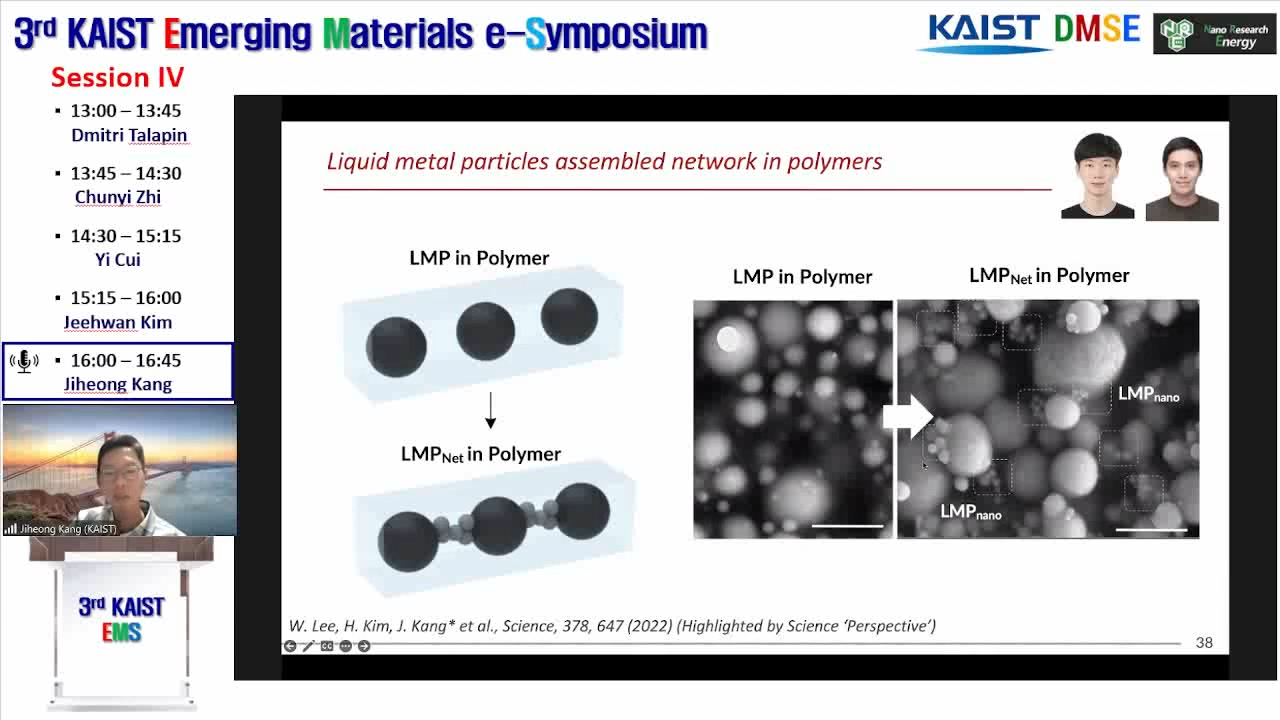 3rd KAIST Emerging Materials e-Symposium
KAIST DMSE
NRE
Nano Research
Energy
Session IV
▪ 13:00 – 13:45
Dmitri Talapin
▪ 13:45 – 14:30
Chunyi Zhi
▪ 14:30 – 15:15
Yi Cui
▪ 15:15 – 16:00
Jeehwan Kim
▪ 16:00 – 16:45
Jiheong Kang
Jiheong Kang (KAIST)
3rd KAIST
EMS
Liquid metal particles assembled network in polymers
LMP in Polymer
LMPNet in Polymer
LMP in Polymer
LMPNet in Polymer
LMPnano
LMPnano
W. Lee, H. Kim, J. Kang* et al., Science, 378, 647 (2022) (Highlighted by Science ‘Perspective’)
38